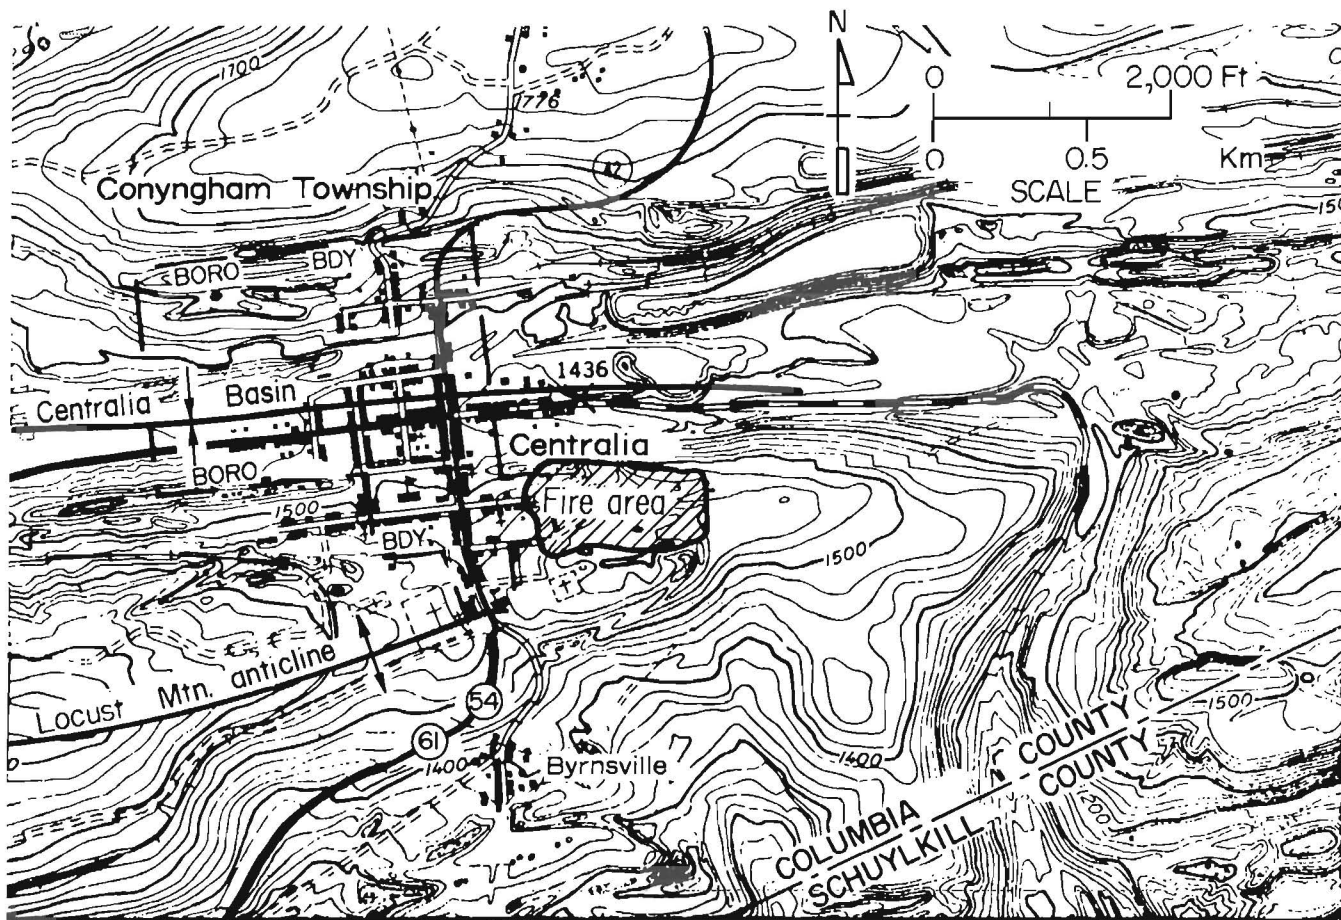 N
0 2,000 Ft
0 0.5 Km
SCALE
1700
1776
42
Conyngham Township
BORO BDY
1436
Centralia Basin
Centralia
BORO
1500
Fire area
BDY
1500
Locust Mtn. anticline
54
61
1400
Byrnsville
1400
1500
COLUMBIA COUNTY
SCHUYLKILL COUNTY